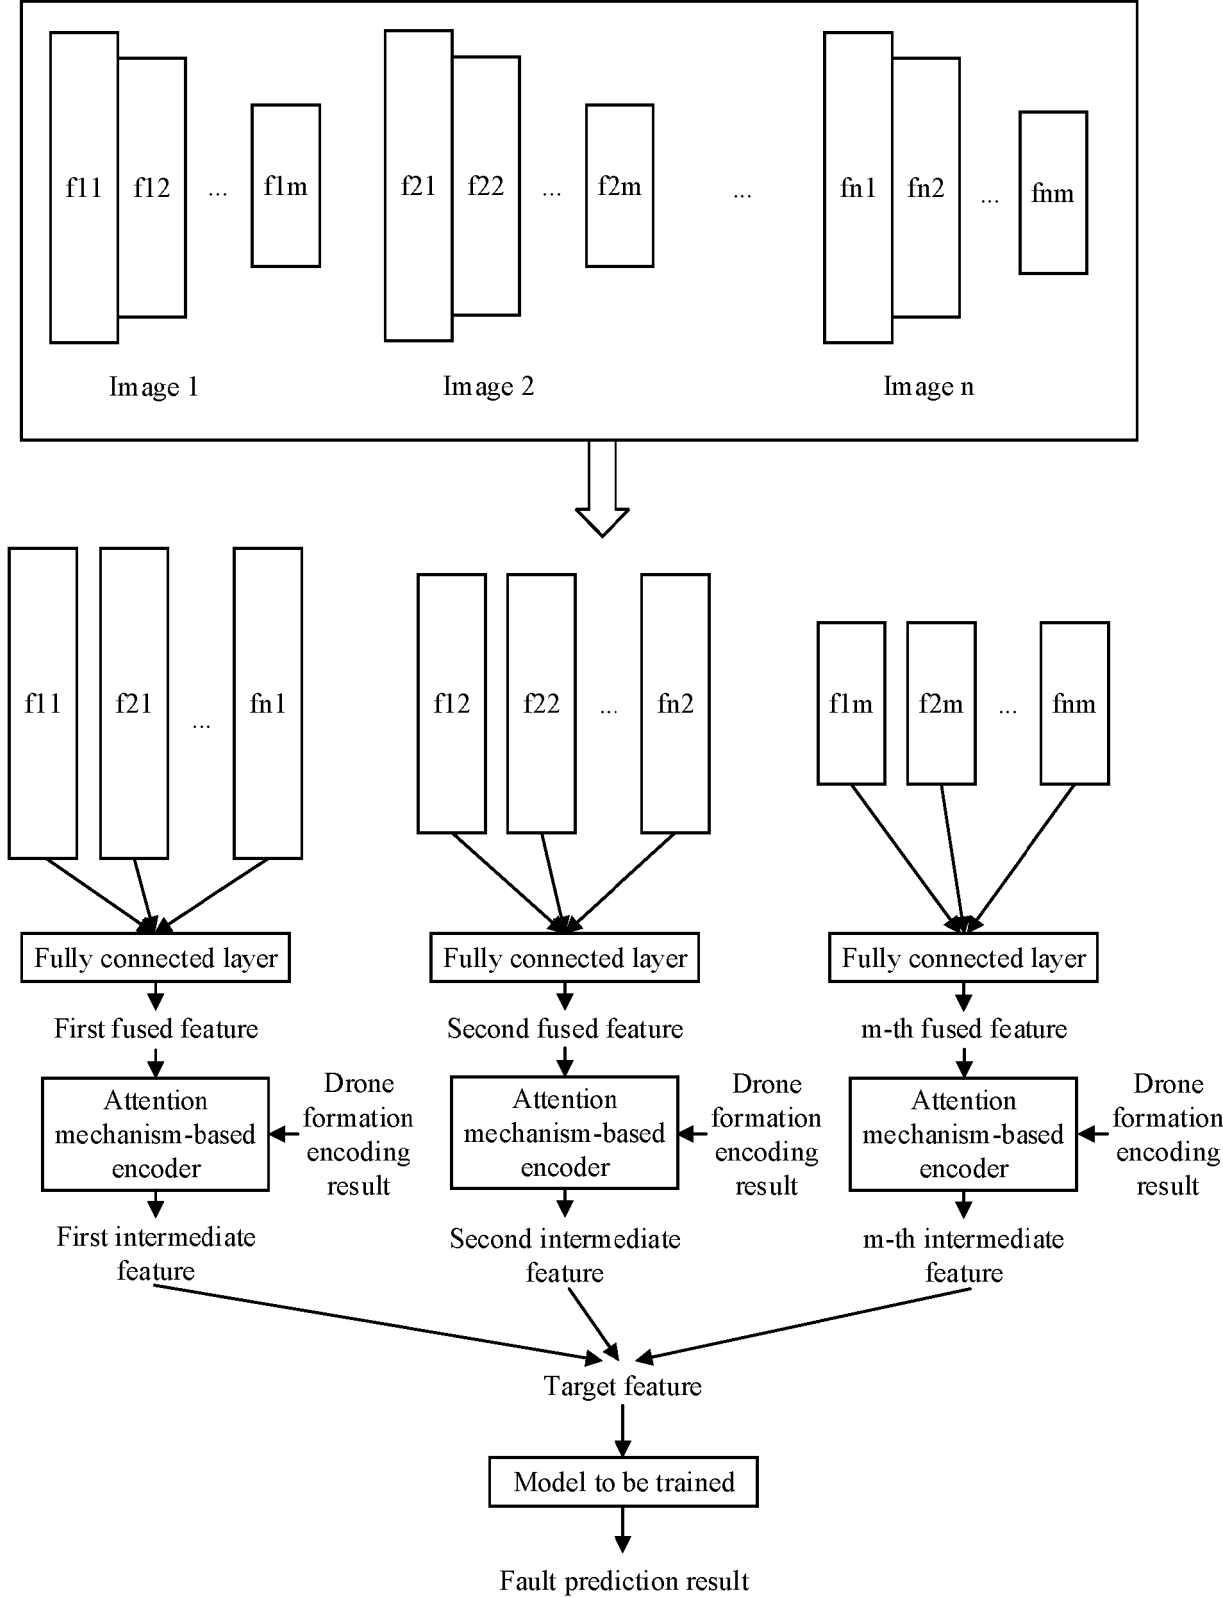 f11 f12 ... f1m f21 f22 ... f2m ... fn1 fn2 ... fnm
Image 1 Image 2 Image n
f11 f21 ... fn1 f12 f22 ... fn2 f1m f2m ... fnm
Fully connected layer
Fully connected layer
Fully connected layer
First fused feature
Second fused feature
m-th fused feature
Attention
mechanism-based
encoder
Drone
formation
encoding
result
Attention
mechanism-based
encoder
Drone
formation
encoding
result
Attention
mechanism-based
encoder
Drone
formation
encoding
result
First intermediate
feature
Second intermediate
feature
m-th intermediate
feature
Target feature
Model to be trained
Fault prediction result